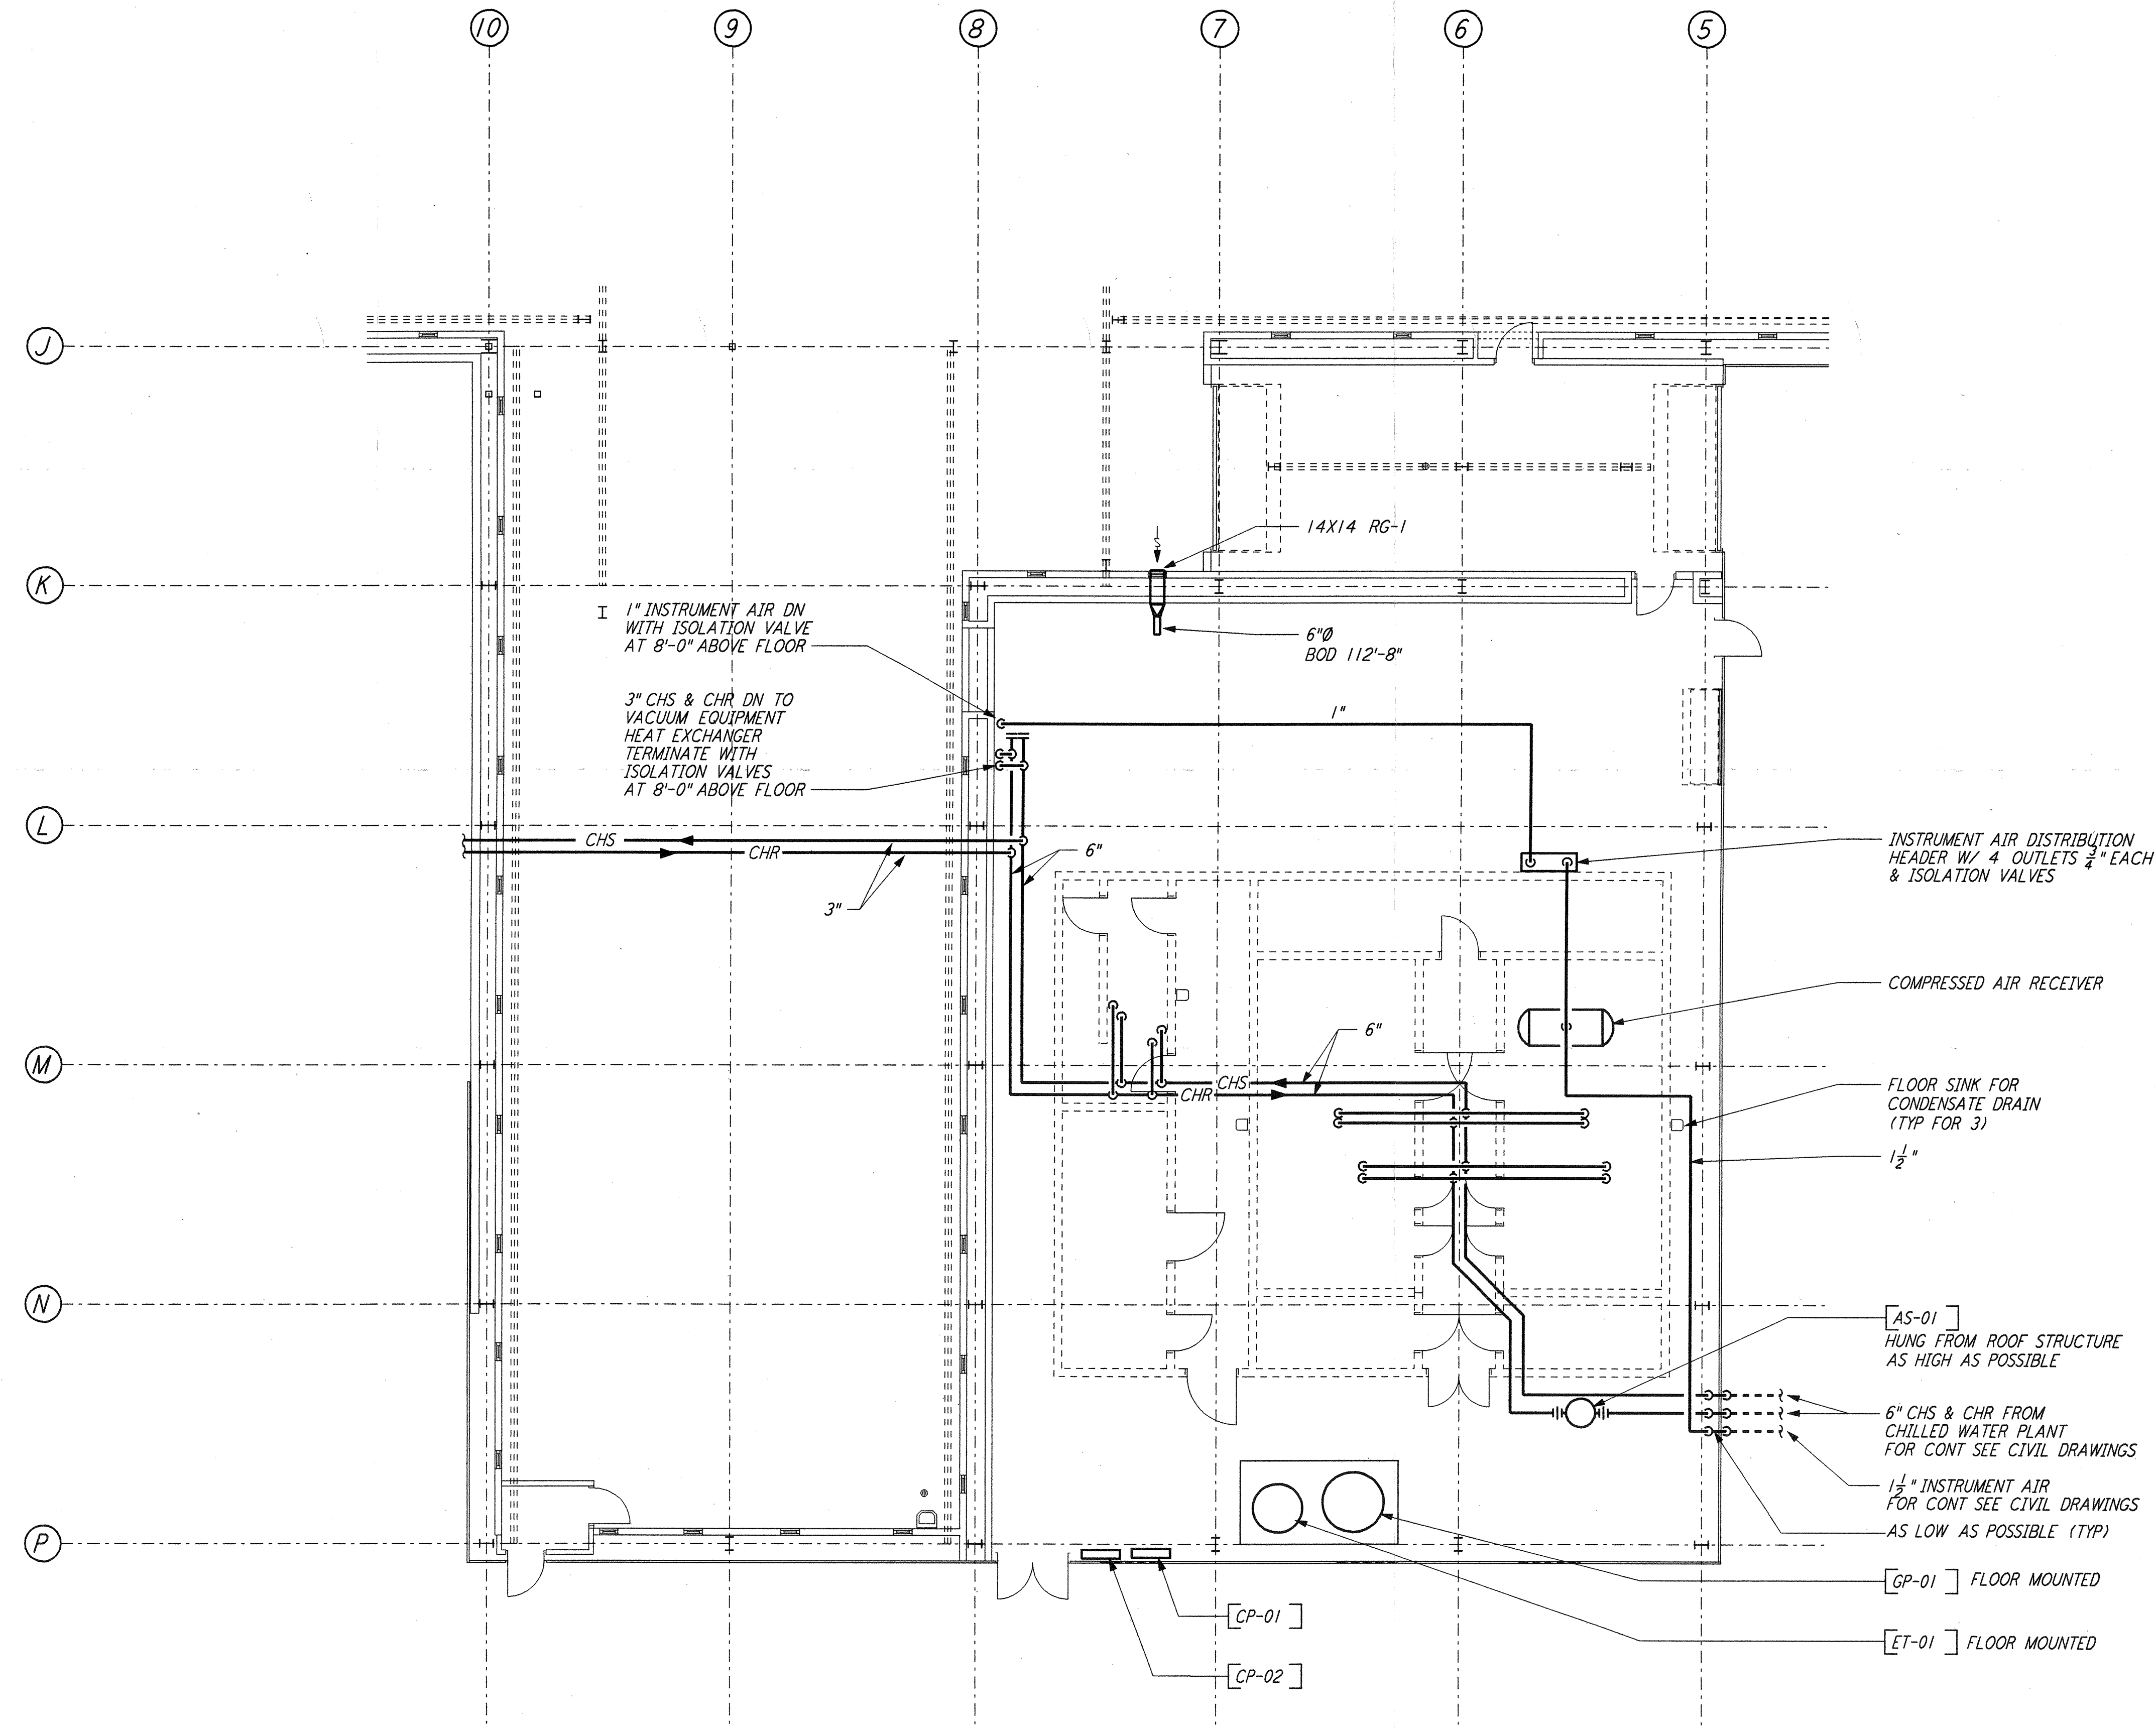 10
9
8
7
6
5
J
K
L
M
N
P
14X14 RG-1
6"Ø
BOD 112'-8"
1" INSTRUMENT AIR DN
WITH ISOLATION VALVE
AT 8'-0" ABOVE FLOOR
3" CHS & CHR DN TO
VACUUM EQUIPMENT
HEAT EXCHANGER
TERMINATE WITH
ISOLATION VALVES
AT 8'-0" ABOVE FLOOR
1"
CHS
CHR
6"
3"
INSTRUMENT AIR DISTRIBUTION
HEADER W/ 4 OUTLETS 3/4" EACH
& ISOLATION VALVES
COMPRESSED AIR RECEIVER
6"
CHS
CHR
FLOOR SINK FOR
CONDENSATE DRAIN
(TYP FOR 3)
1 1/2"
[AS-01]
HUNG FROM ROOF STRUCTURE
AS HIGH AS POSSIBLE
6" CHS & CHR FROM
CHILLED WATER PLANT
FOR CONT SEE CIVIL DRAWINGS
1 1/2" INSTRUMENT AIR
FOR CONT SEE CIVIL DRAWINGS
AS LOW AS POSSIBLE (TYP)
[GP-01] FLOOR MOUNTED
[CP-01]
[ET-01] FLOOR MOUNTED
[CP-02]